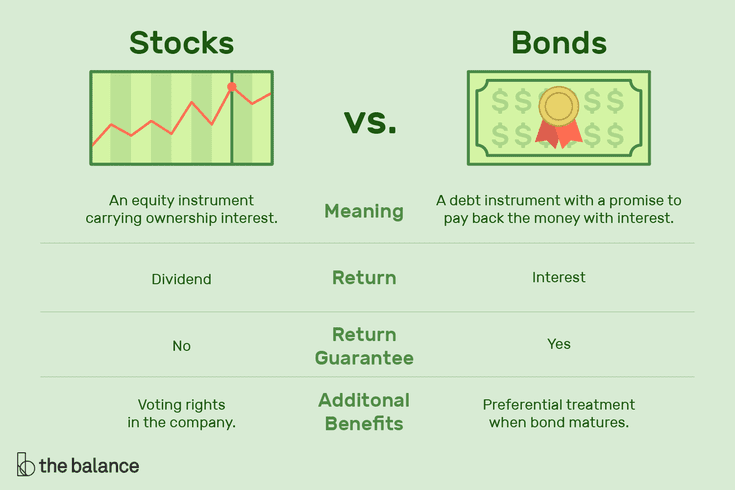 Stocks
vs.
Bonds
$ $ $ $ $ $
$ $ $ $ $ $
An equity instrument
carrying ownership interest.
Meaning
A debt instrument with a promise to
pay back the money with interest.
Dividend
Return
Interest
No
Return
Guarantee
Yes
Voting rights
in the company.
Additonal
Benefits
Preferential treatment
when bond matures.
the balance